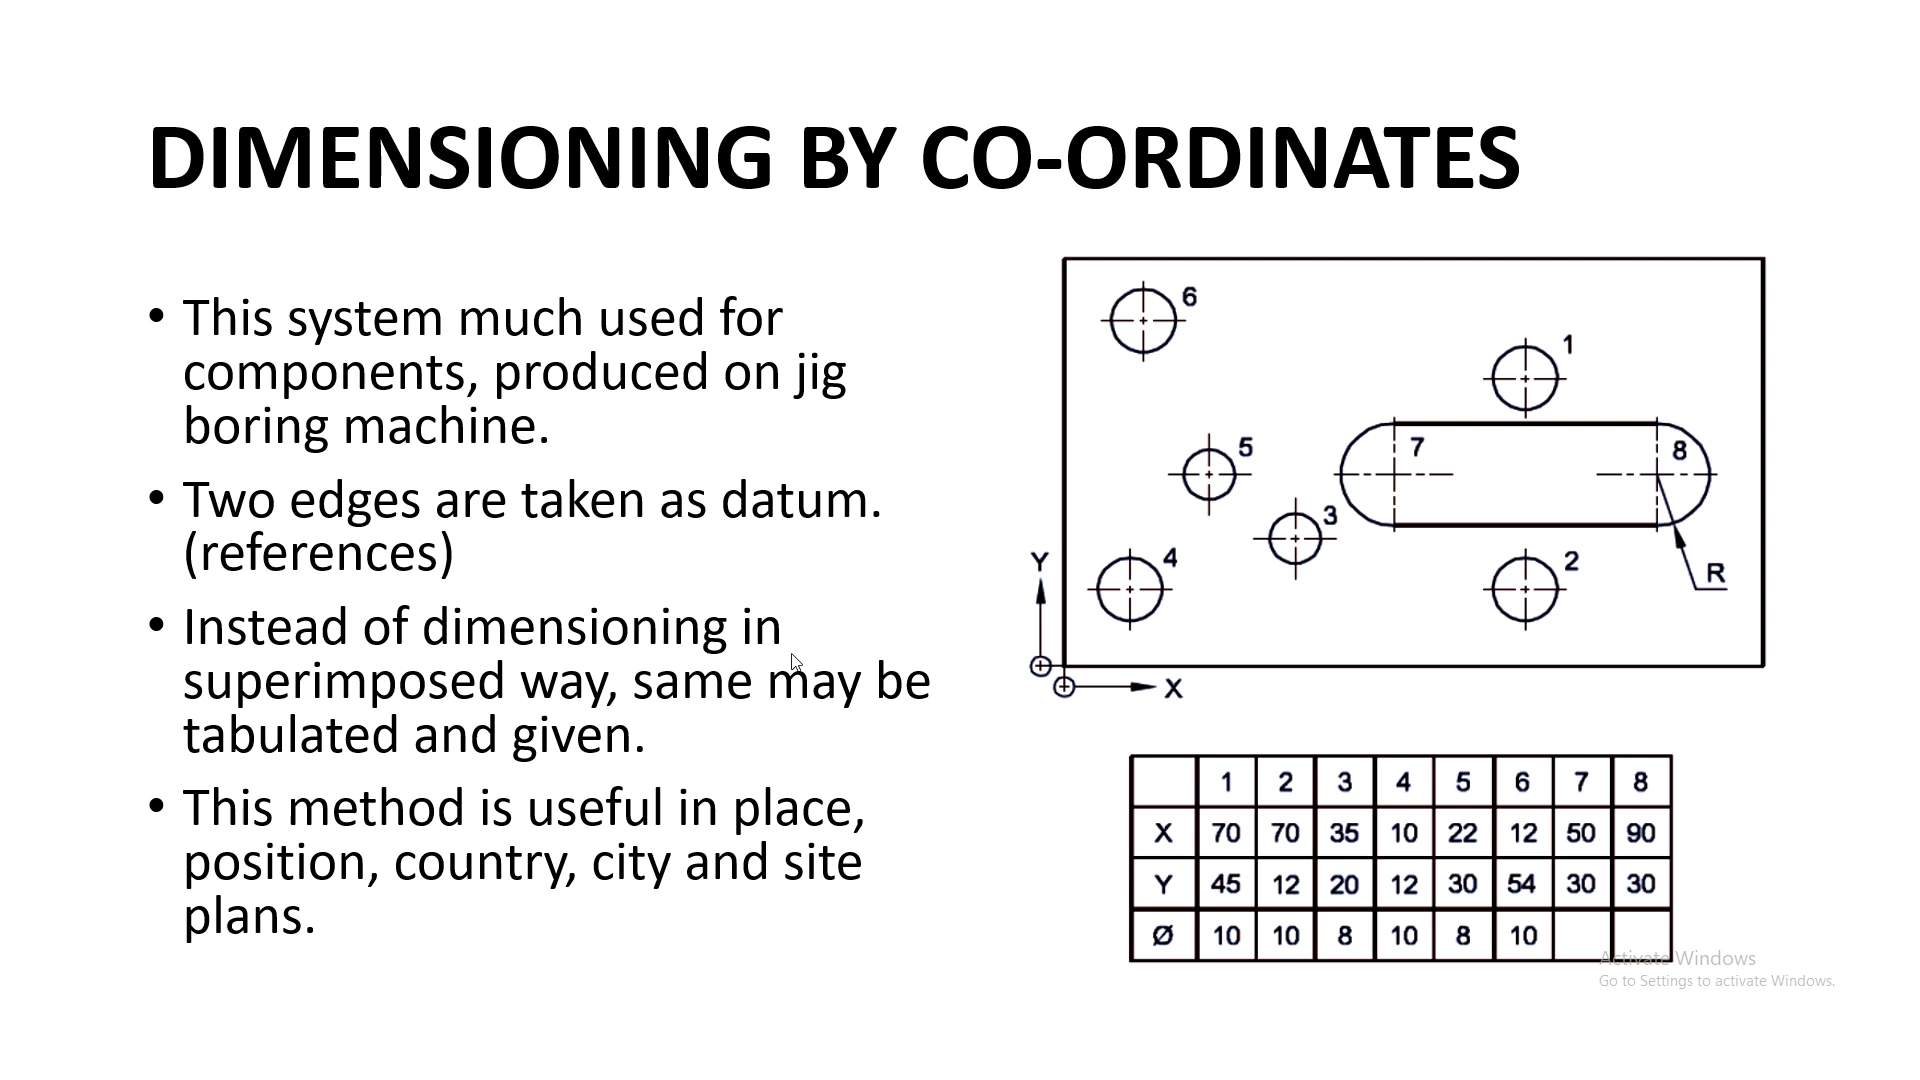 DIMENSIONING BY CO-ORDINATES
• This system much used for
components, produced on jig
boring machine.
• Two edges are taken as datum.
(references)
• Instead of dimensioning in
superimposed way, same may be
tabulated and given.
• This method is useful in place,
position, country, city and site
plans.
6
1
5
7
8
3
4
2
R
Y
X
1 2 3 4 5 6 7 8
X 70 70 35 10 22 12 50 90
Y 45 12 20 12 30 54 30 30
Ø 10 10 8 10 8 10
Activate Windows
Go to Settings to activate Windows.